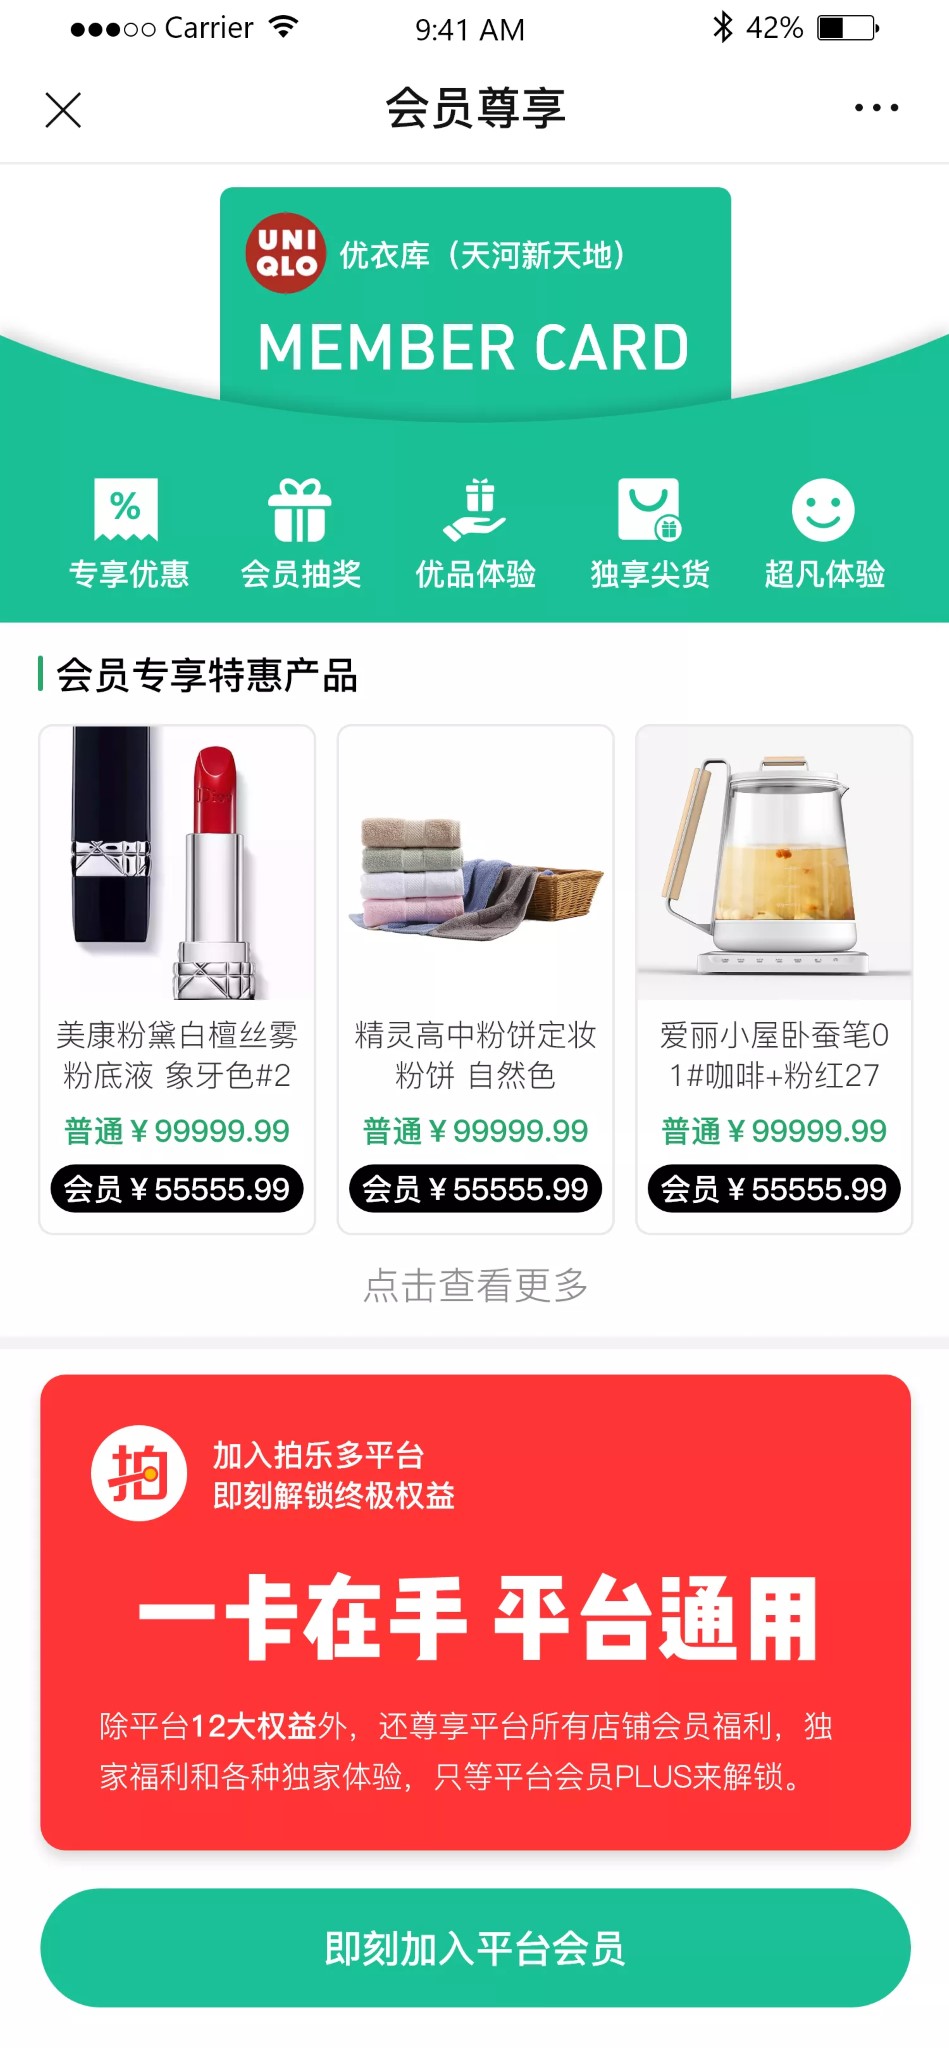 ●●●○○ Carrier 9:41 AM 42%
会员尊享
UNI
QLO
优衣库（天河新天地）
MEMBER CARD
%
专享优惠 会员抽奖 优品体验 独享尖货 超凡体验
会员专享特惠产品
美康粉黛白檀丝雾
粉底液 象牙色#2
普通 ¥ 99999.99
会员 ¥ 55555.99
精灵高中粉饼定妆
粉饼 自然色
普通 ¥ 99999.99
会员 ¥ 55555.99
爱丽小屋卧蚕笔0
1#咖啡+粉红27
普通 ¥ 99999.99
会员 ¥ 55555.99
点击查看更多
拍
加入拍乐多平台
即刻解锁终极权益
一卡在手 平台通用
除平台12大权益外，还尊享平台所有店铺会员福利，独
家福利和各种独家体验，只等平台会员PLUS来解锁。
即刻加入平台会员